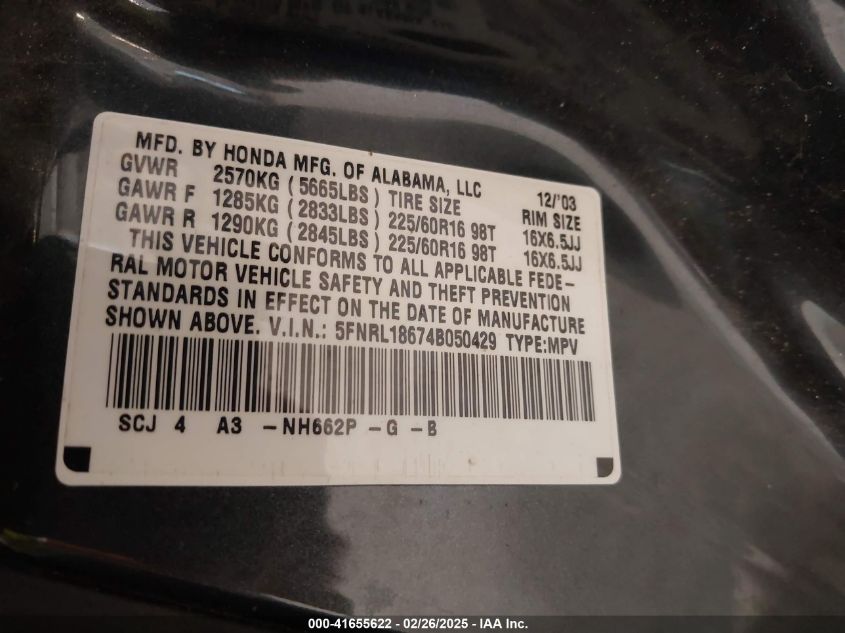 MFD. BY HONDA MFG. OF ALABAMA, LLC 12/'03
GVWR 2570KG ( 5665LBS ) TIRE SIZE RIM SIZE
GAWR F 1285KG ( 2833LBS ) 225/60R16 98T 16X6.5JJ
GAWR R 1290KG ( 2845LBS ) 225/60R16 98T 16X6.5JJ
THIS VEHICLE CONFORMS TO ALL APPLICABLE FEDE-
RAL MOTOR VEHICLE SAFETY AND THEFT PREVENTION
STANDARDS IN EFFECT ON THE DATE OF MANUFACTURE
SHOWN ABOVE. V.I.N.: 5FNRL18674B050429 TYPE:MPV
SCJ 4 A3 -NH662P -G -B
000-41655622 - 02/26/2025 - IAA Inc.